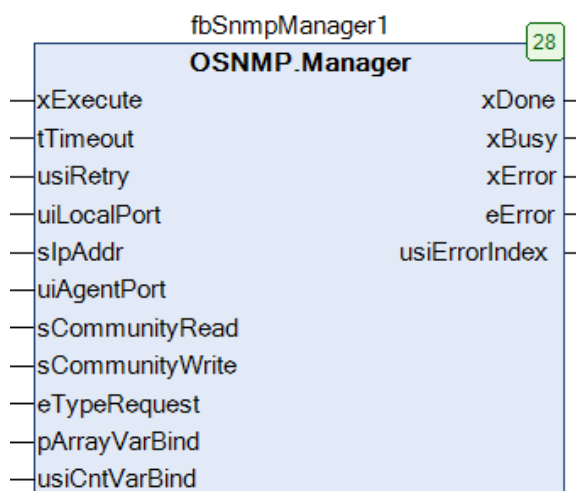 fbSnmpManager1
28
OSNMP.Manager
xExecute xDone
tTimeout xBusy
usiRetry xError
uiLocalPort eError
sIpAddr usiErrorIndex
uiAgentPort
sCommunityRead
sCommunityWrite
eTypeRequest
pArrayVarBind
usiCntVarBind